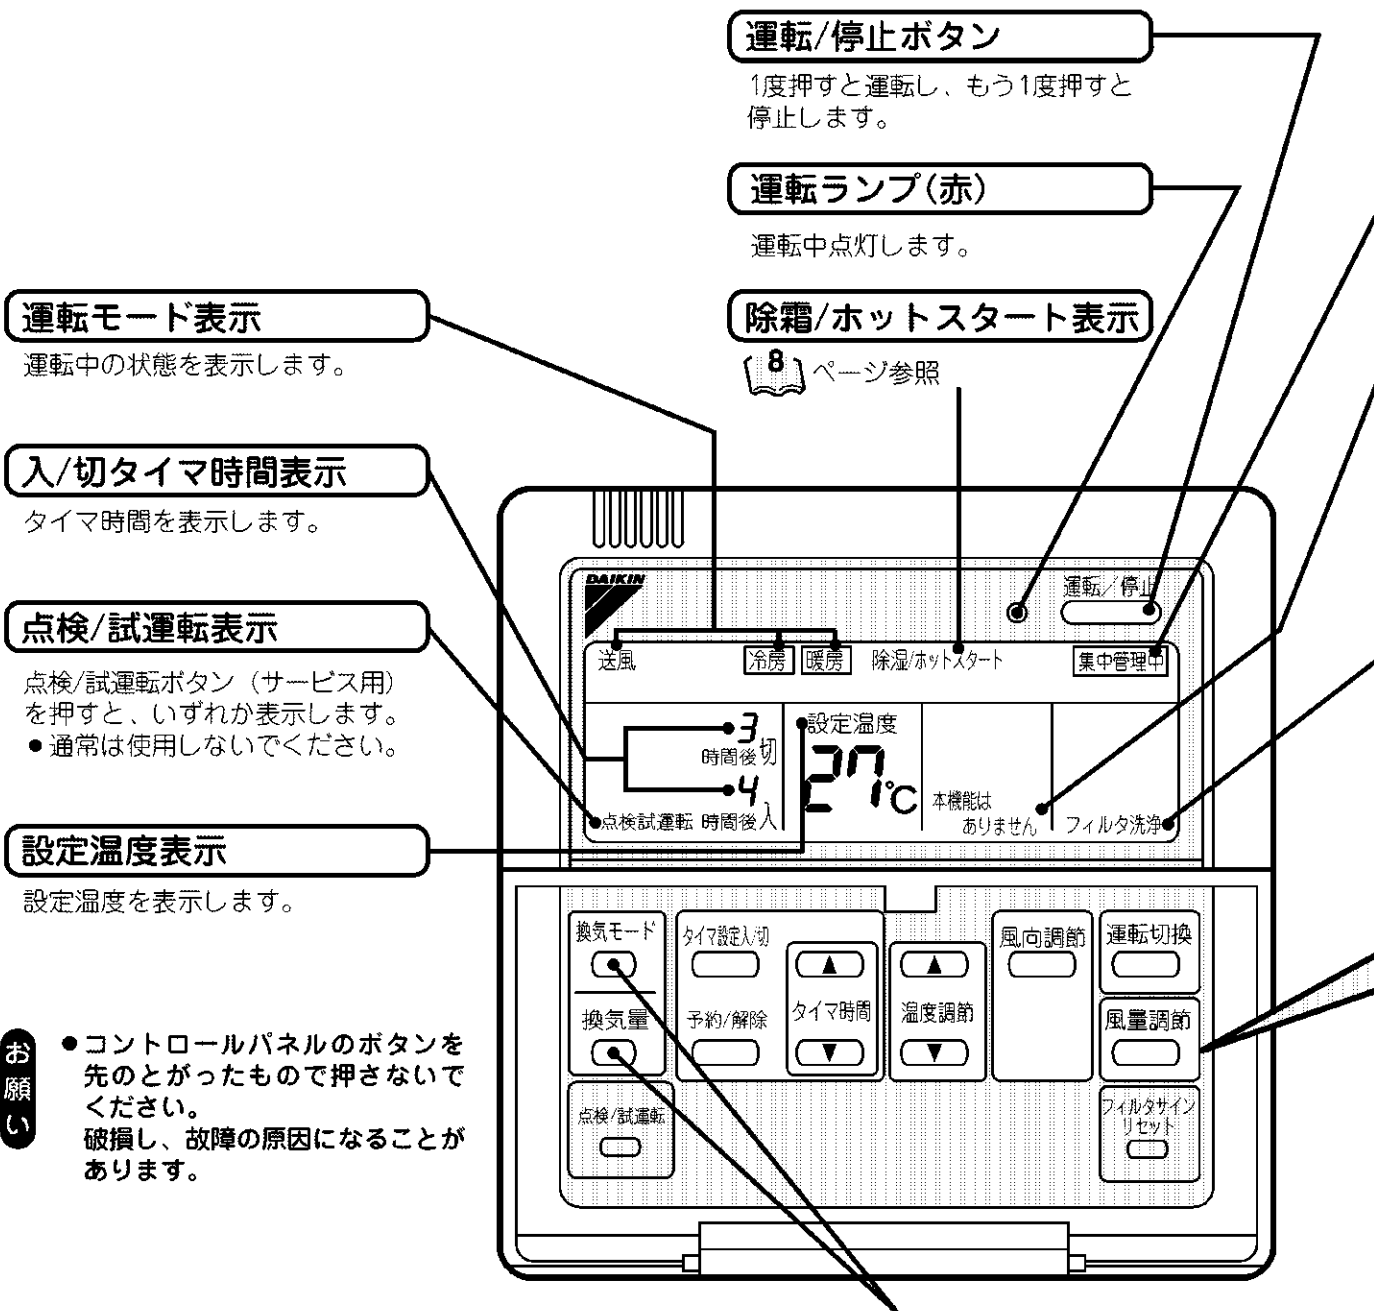 運転/停止ボタン
1度押すと運転し、もう1度押すと
停止します。
運転ランプ(赤)
運転中点灯します。
除霜/ホットスタート表示
8 ページ参照
運転モード表示
運転中の状態を表示します。
入/切タイマ時間表示
タイマ時間を表示します。
点検/試運転表示
点検/試運転ボタン（サービス用）
を押すと、いずれか表示します。
●通常は使用しないでください。
設定温度表示
設定温度を表示します。
お願い
●コントロールパネルのボタンを
先のとがったもので押さないで
ください。
破損し、故障の原因になることが
あります。
DAIKIN
運転／停止
送風 冷房 暖房 除湿/ホットスタート 集中管理中
3
時間後切
4
点検試運転 時間後入
設定温度
27℃
本機能は
ありません
フィルタ洗浄
換気モード
換気量
点検/試運転
タイマ設定入/切
予約/解除
▲
タイマ時間
▼
▲
温度調節
▼
風向調節
運転切換
風量調節
フィルタサイン
リセット